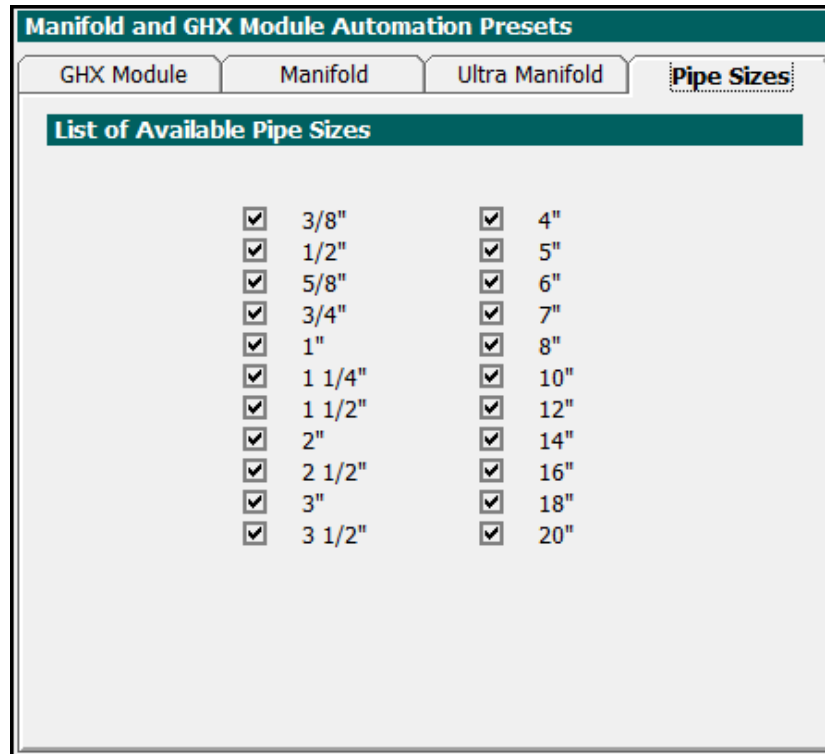 Manifold and GHX Module Automation Presets
GHX Module Manifold Ultra Manifold Pipe Sizes
List of Available Pipe Sizes
3/8" 4"
1/2" 5"
5/8" 6"
3/4" 7"
1" 8"
1 1/4" 10"
1 1/2" 12"
2" 14"
2 1/2" 16"
3" 18"
3 1/2" 20"